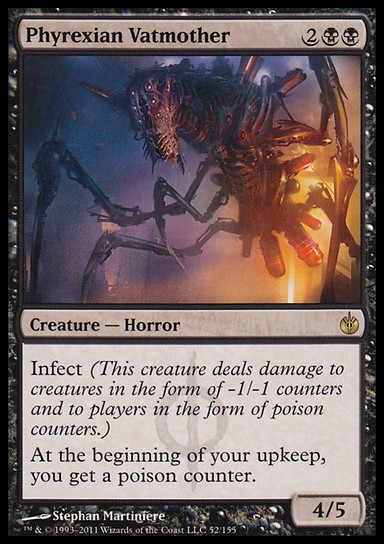 Phyrexian Vatmother 2
Creature — Horror
Infect (This creature deals damage to
creatures in the form of -1/-1 counters
and to players in the form of poison
counters.)
At the beginning of your upkeep,
you get a poison counter.
Stephan Martiniere
™ & © 1993–2011 Wizards of the Coast LLC 52/155
4/5